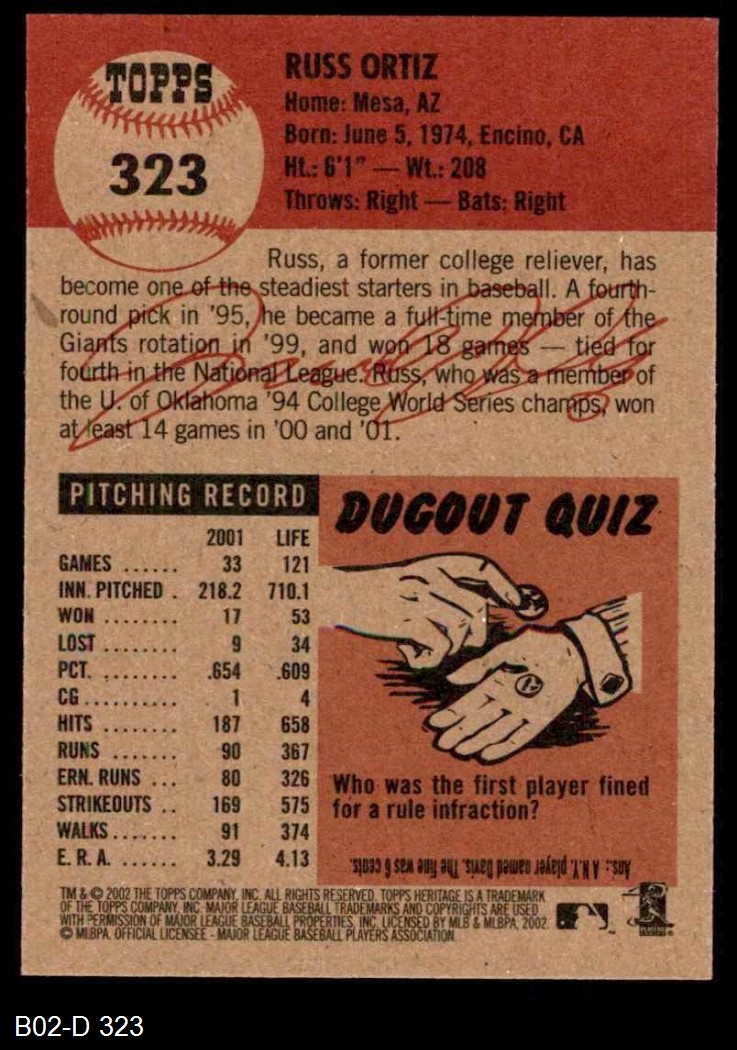 TOPPS
323
RUSS ORTIZ
Home: Mesa, AZ
Born: June 5, 1974, Encino, CA
Ht.: 6'1" — Wt.: 208
Throws: Right — Bats: Right
Russ, a former college reliever, has
become one of the steadiest starters in baseball. A fourth-
round pick in '95, he became a full-time member of the
Giants rotation in '99, and won 18 games — tied for
fourth in the National League. Russ, who was a member of
the U. of Oklahoma '94 College World Series champs, won
at least 14 games in '00 and '01.
PITCHING RECORD
2001 LIFE
GAMES ...... 33 121
INN. PITCHED . 218.2 710.1
WON ........ 17 53
LOST ........ 9 34
PCT. ........ .654 .609
CG .......... 1 4
HITS ........ 187 658
RUNS ....... 90 367
ERN. RUNS ... 80 326
STRIKEOUTS .. 169 575
WALKS ....... 91 374
E. R. A. ...... 3.29 4.13
DUGOUT QUIZ
Who was the first player fined
for a rule infraction?
Ans.: A N.Y. player named Davis. The fine was 6 cents.
TM & © 2002 THE TOPPS COMPANY, INC. ALL RIGHTS RESERVED. TOPPS HERITAGE IS A TRADEMARK
OF THE TOPPS COMPANY, INC. MAJOR LEAGUE BASEBALL TRADEMARKS AND COPYRIGHTS ARE USED
WITH PERMISSION OF MAJOR LEAGUE BASEBALL PROPERTIES, INC. LICENSED BY MLB & MLBPA, 2002.
© MLBPA. OFFICIAL LICENSEE - MAJOR LEAGUE BASEBALL PLAYERS ASSOCIATION.
B02-D 323